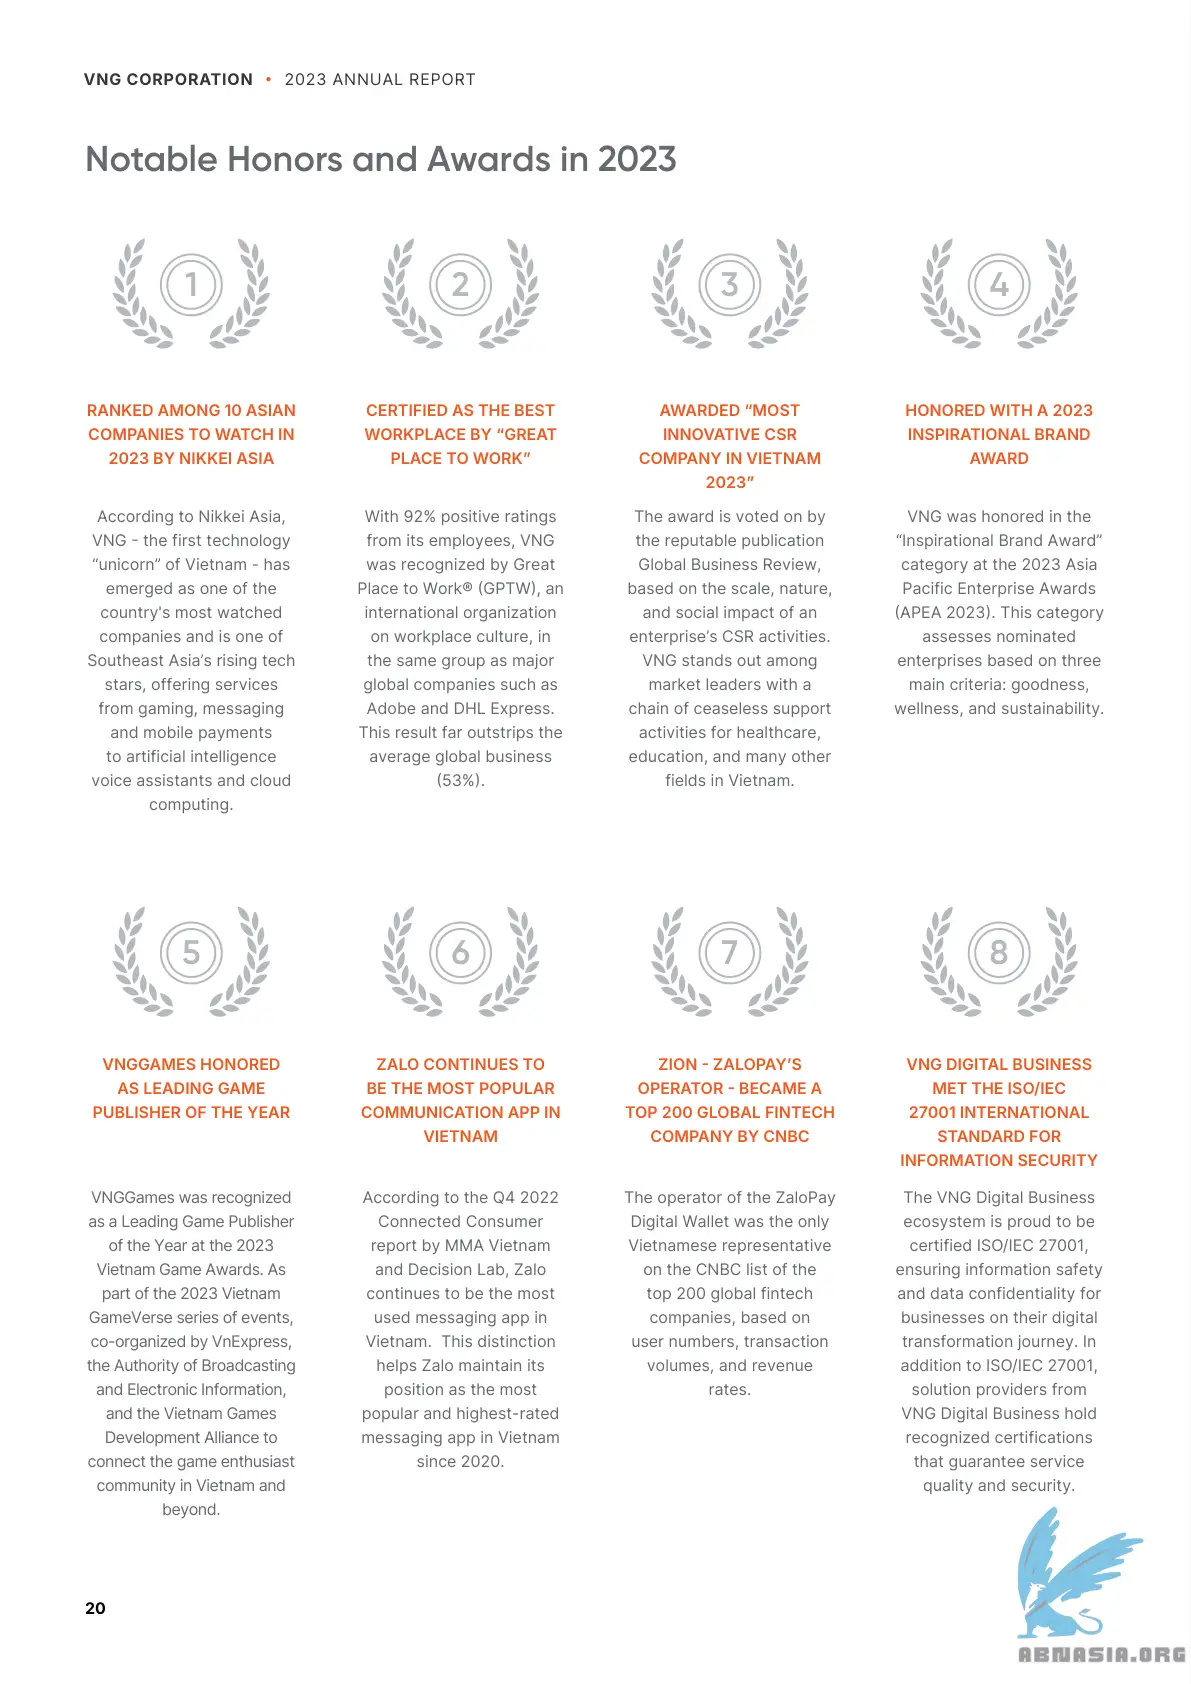 VNG CORPORATION • 2023 ANNUAL REPORT
Notable Honors and Awards in 2023
1
RANKED AMONG 10 ASIAN
COMPANIES TO WATCH IN
2023 BY NIKKEI ASIA
According to Nikkei Asia,
VNG - the first technology
“unicorn” of Vietnam - has
emerged as one of the
country's most watched
companies and is one of
Southeast Asia’s rising tech
stars, offering services
from gaming, messaging
and mobile payments
to artificial intelligence
voice assistants and cloud
computing.
2
CERTIFIED AS THE BEST
WORKPLACE BY “GREAT
PLACE TO WORK”
With 92% positive ratings
from its employees, VNG
was recognized by Great
Place to Work® (GPTW), an
international organization
on workplace culture, in
the same group as major
global companies such as
Adobe and DHL Express.
This result far outstrips the
average global business
(53%).
3
AWARDED “MOST
INNOVATIVE CSR
COMPANY IN VIETNAM
2023”
The award is voted on by
the reputable publication
Global Business Review,
based on the scale, nature,
and social impact of an
enterprise’s CSR activities.
VNG stands out among
market leaders with a
chain of ceaseless support
activities for healthcare,
education, and many other
fields in Vietnam.
4
HONORED WITH A 2023
INSPIRATIONAL BRAND
AWARD
VNG was honored in the
“Inspirational Brand Award”
category at the 2023 Asia
Pacific Enterprise Awards
(APEA 2023). This category
assesses nominated
enterprises based on three
main criteria: goodness,
wellness, and sustainability.
5
VNGGAMES HONORED
AS LEADING GAME
PUBLISHER OF THE YEAR
VNGGames was recognized
as a Leading Game Publisher
of the Year at the 2023
Vietnam Game Awards. As
part of the 2023 Vietnam
GameVerse series of events,
co-organized by VnExpress,
the Authority of Broadcasting
and Electronic Information,
and the Vietnam Games
Development Alliance to
connect the game enthusiast
community in Vietnam and
beyond.
6
ZALO CONTINUES TO
BE THE MOST POPULAR
COMMUNICATION APP IN
VIETNAM
According to the Q4 2022
Connected Consumer
report by MMA Vietnam
and Decision Lab, Zalo
continues to be the most
used messaging app in
Vietnam.  This distinction
helps Zalo maintain its
position as the most
popular and highest-rated
messaging app in Vietnam
since 2020.
7
ZION - ZALOPAY’S
OPERATOR - BECAME A
TOP 200 GLOBAL FINTECH
COMPANY BY CNBC
The operator of the ZaloPay
Digital Wallet was the only
Vietnamese representative
on the CNBC list of the
top 200 global fintech
companies, based on
user numbers, transaction
volumes, and revenue
rates.
8
VNG DIGITAL BUSINESS
MET THE ISO/IEC
27001 INTERNATIONAL
STANDARD FOR
INFORMATION SECURITY
The VNG Digital Business
ecosystem is proud to be
certified ISO/IEC 27001,
ensuring information safety
and data confidentiality for
businesses on their digital
transformation journey. In
addition to ISO/IEC 27001,
solution providers from
VNG Digital Business hold
recognized certifications
that guarantee service
quality and security.
20
ABNASIA.ORG